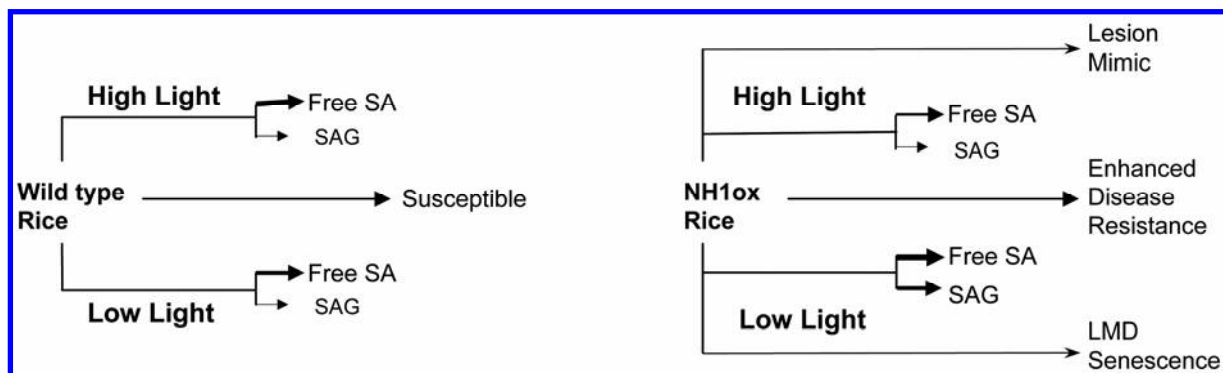 High Light
Free SA
SAG
Wild type
Rice
Susceptible
Free SA
SAG
Low Light
Lesion
Mimic
High Light
Free SA
SAG
NH1ox
Rice
Enhanced
Disease
Resistance
Free SA
SAG
Low Light
LMD
Senescence